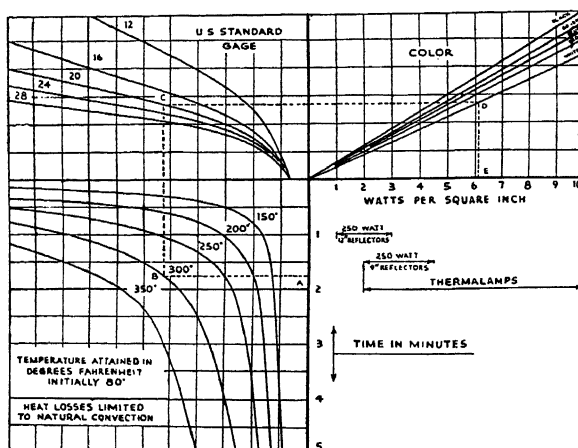 12
U S STANDARD
GAGE
COLOR
16
20
24
28
C
D
E
1 2 3 4 5 6 7 8 9 10
WATTS PER SQUARE INCH
150°
200°
250°
300°
350°
A
B
250 WATT
12" REFLECTORS
250 WATT
9" REFLECTORS
THERMALAMPS
1
2
3
4
5
TIME IN MINUTES
TEMPERATURE ATTAINED IN
DEGREES FAHRENHEIT
INITIALLY 80°
HEAT LOSSES LIMITED
TO NATURAL CONVECTION